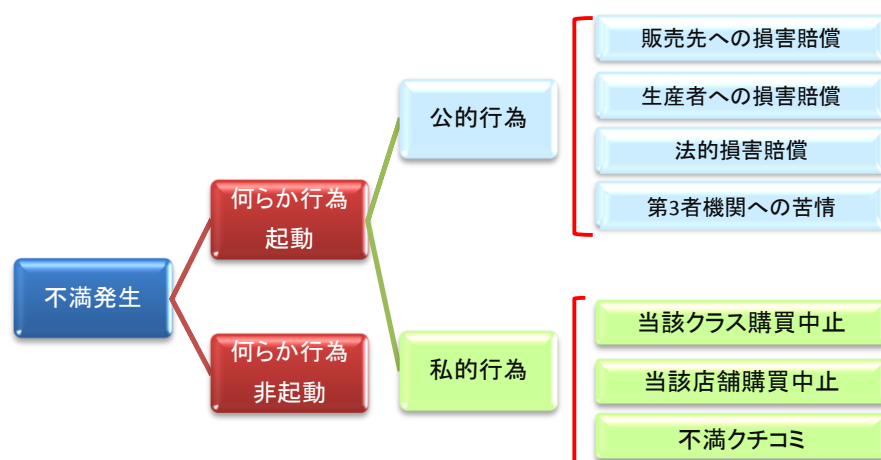 不満発生
何らか行為
起動
何らか行為
非起動
公的行為
私的行為
販売先への損害賠償
生産者への損害賠償
法的損害賠償
第3者機関への苦情
当該クラス購買中止
当該店舗購買中止
不満クチコミ